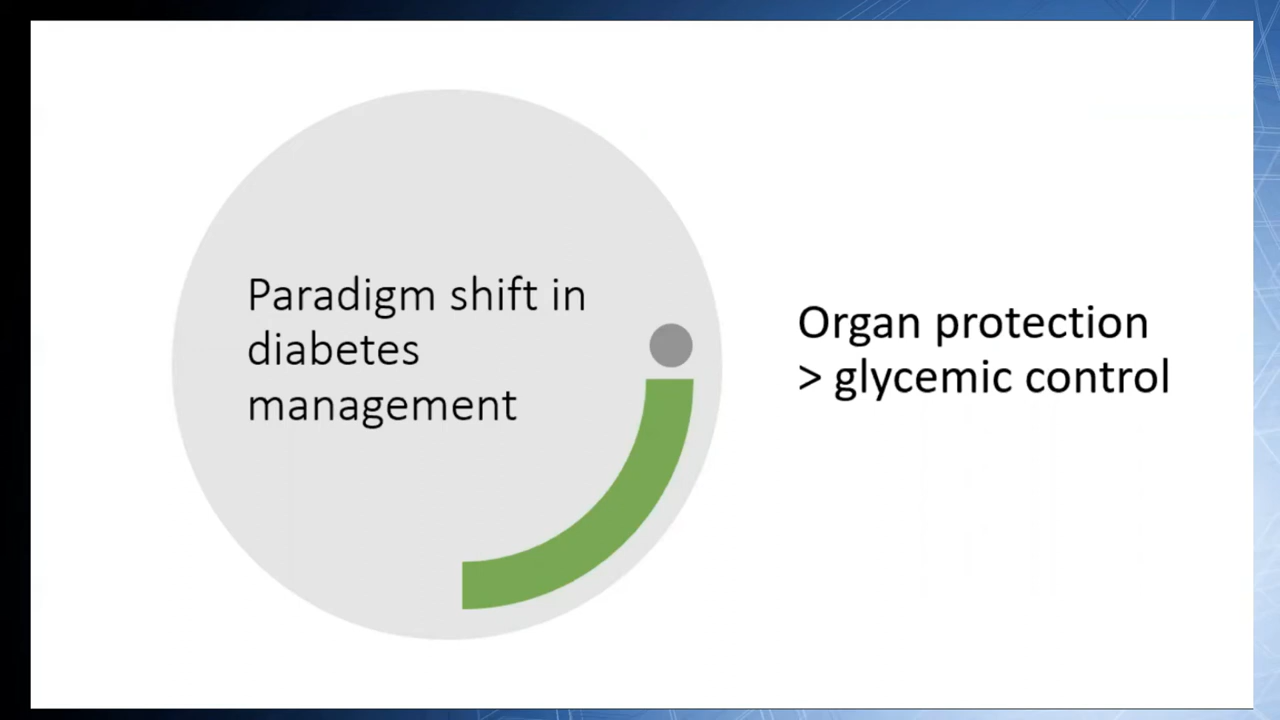 Paradigm shift in
diabetes
management
Organ protection
> glycemic control